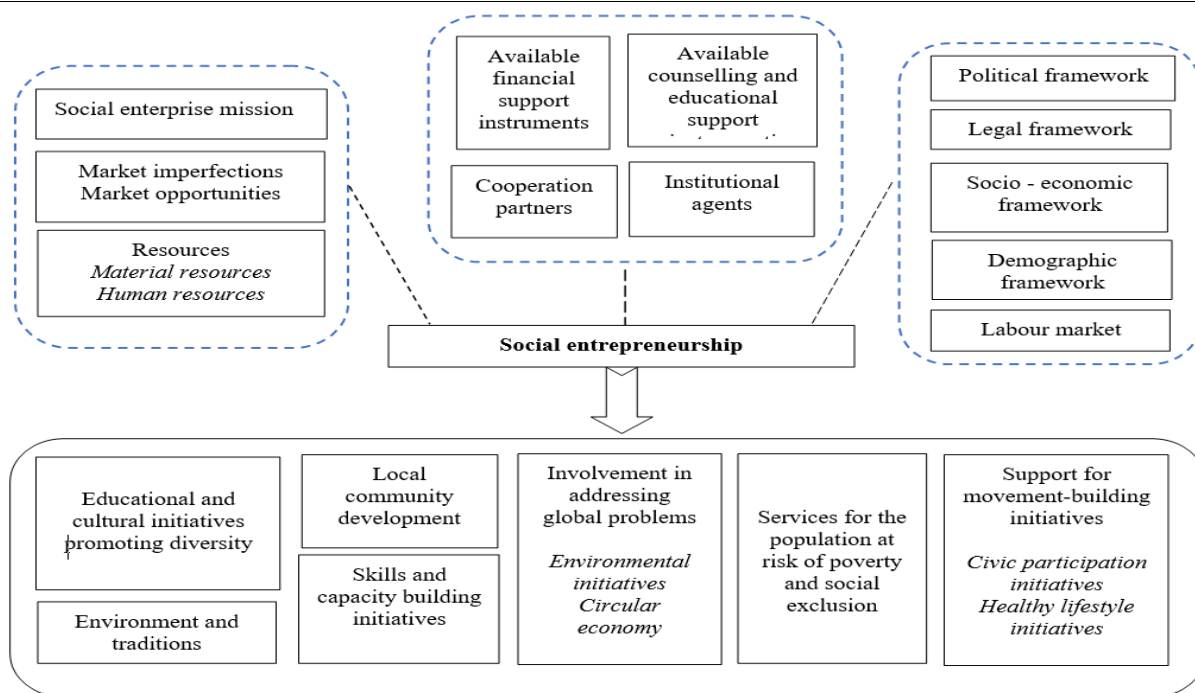 Social enterprise mission
Market imperfections
Market opportunities
Resources
Material resources
Human resources
Available
financial
support
instruments
Available
counselling and
educational
support
Cooperation
partners
Institutional
agents
Political framework
Legal framework
Socio - economic
framework
Demographic
framework
Labour market
Social entrepreneurship
Educational and
cultural initiatives
promoting diversity
Environment and
traditions
Local
community
development
Skills and
capacity building
initiatives
Involvement in
addressing
global problems
Environmental
initiatives
Circular
economy
Services for the
population at
risk of poverty
and social
exclusion
Support for
movement-building
initiatives
Civic participation
initiatives
Healthy lifestyle
initiatives